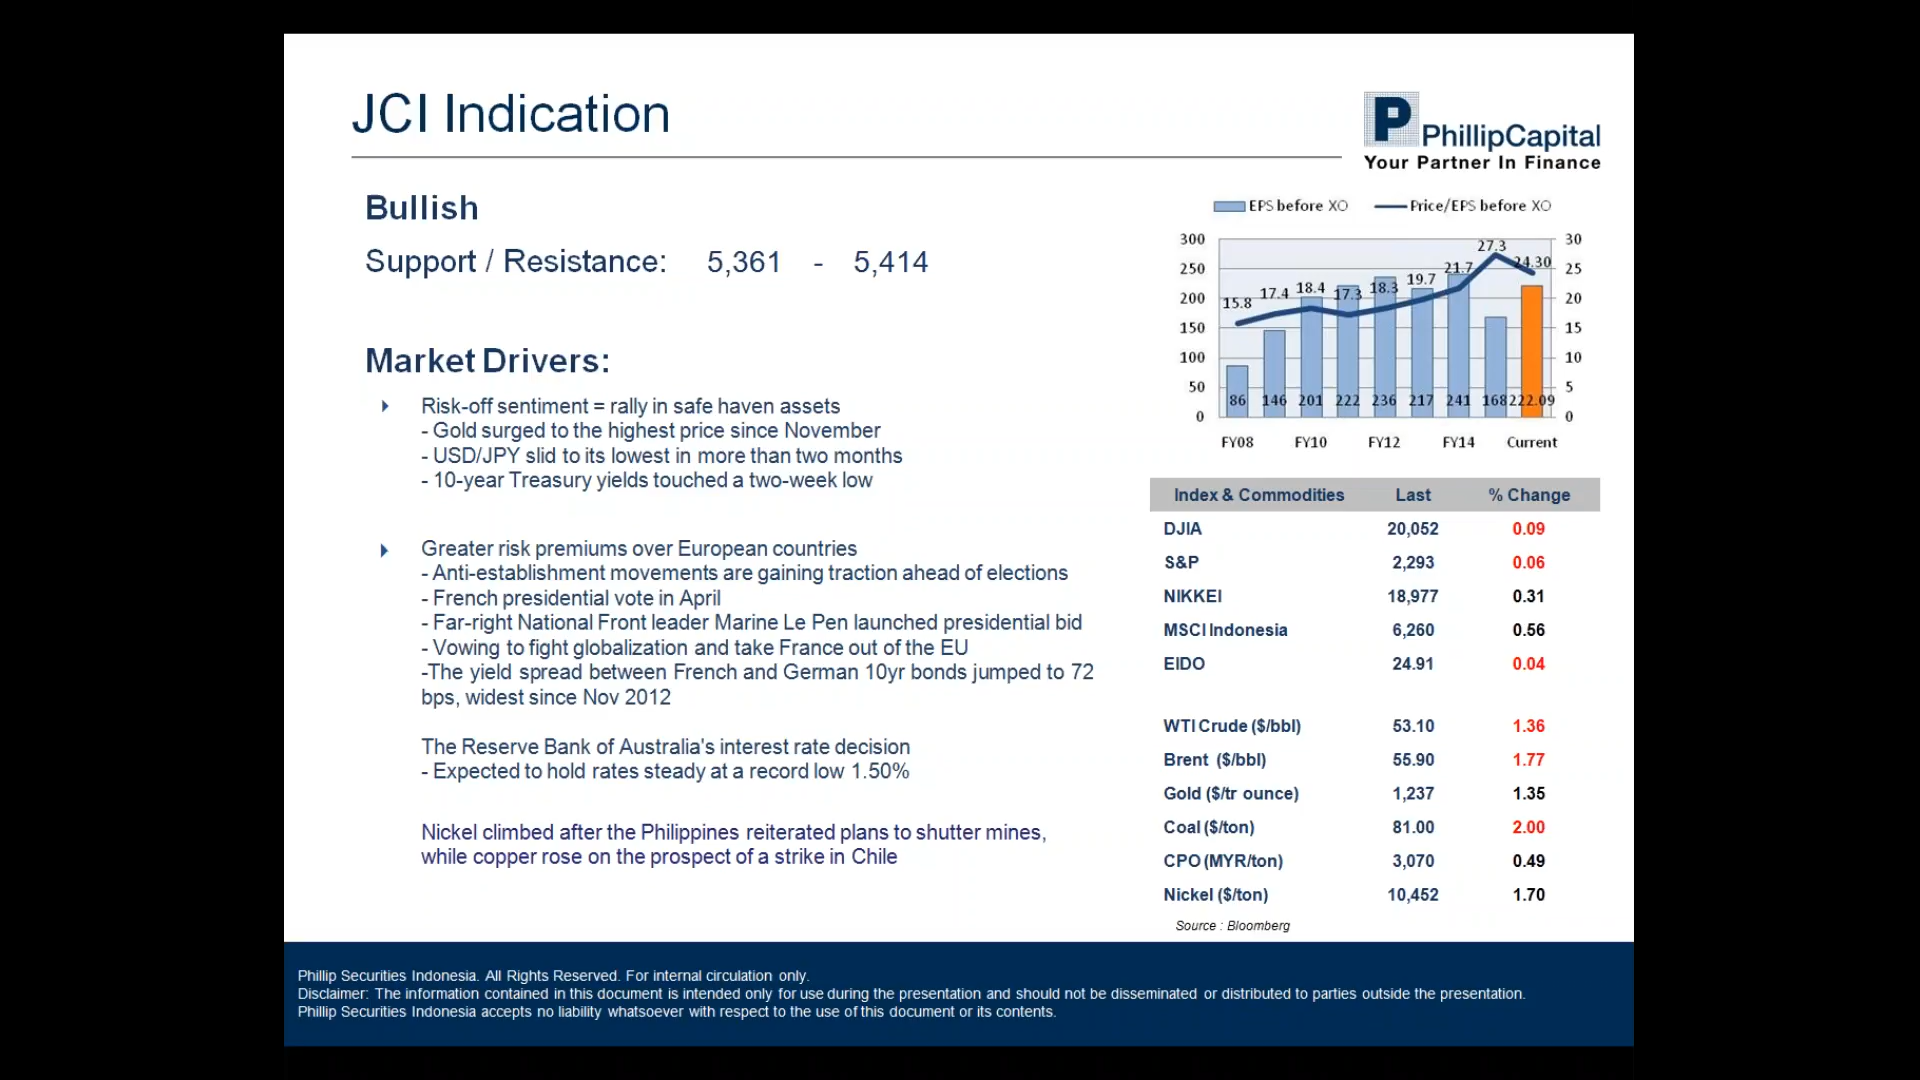 JCI Indication
P
PhillipCapital
Your Partner In Finance
Bullish
Support / Resistance: 5,361 - 5,414
Market Drivers:
Risk-off sentiment = rally in safe haven assets
- Gold surged to the highest price since November
- USD/JPY slid to its lowest in more than two months
- 10-year Treasury yields touched a two-week low
Greater risk premiums over European countries
- Anti-establishment movements are gaining traction ahead of elections
- French presidential vote in April
- Far-right National Front leader Marine Le Pen launched presidential bid
- Vowing to fight globalization and take France out of the EU
-The yield spread between French and German 10yr bonds jumped to 72
bps, widest since Nov 2012
The Reserve Bank of Australia's interest rate decision
- Expected to hold rates steady at a record low 1.50%
Nickel climbed after the Philippines reiterated plans to shutter mines,
while copper rose on the prospect of a strike in Chile
EPS before XO Price/EPS before XO
300 30
250 25
200 20
150 15
100 10
50 5
0 0
15.8 17.4 18.4 17.3 18.3 19.7 21.7 27.3 24.30
86 146 201 222 236 217 241 168 222.09
FY08 FY10 FY12 FY14 Current
Index & Commodities Last % Change
DJIA 20,052 0.09
S&P 2,293 0.06
NIKKEI 18,977 0.31
MSCI Indonesia 6,260 0.56
EIDO 24.91 0.04
WTI Crude ($/bbl) 53.10 1.36
Brent ($/bbl) 55.90 1.77
Gold ($/tr ounce) 1,237 1.35
Coal ($/ton) 81.00 2.00
CPO (MYR/ton) 3,070 0.49
Nickel ($/ton) 10,452 1.70
Source : Bloomberg
Phillip Securities Indonesia. All Rights Reserved. For internal circulation only.
Disclaimer: The information contained in this document is intended only for use during the presentation and should not be disseminated or distributed to parties outside the presentation.
Phillip Securities Indonesia accepts no liability whatsoever with respect to the use of this document or its contents.